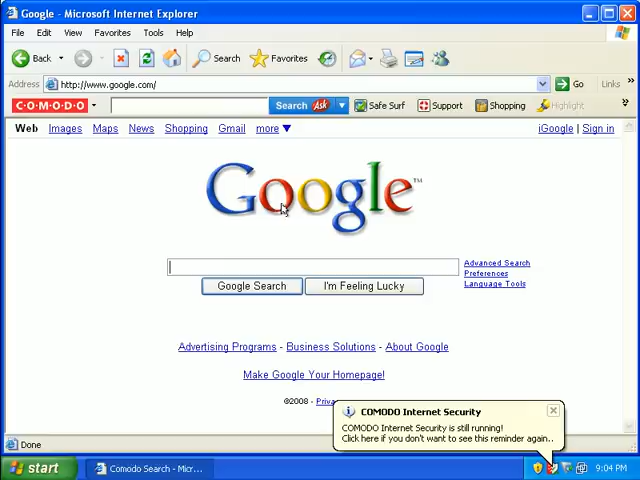 Google - Microsoft Internet Explorer
File Edit View Favorites Tools Help
Back Search Favorites
Address http://www.google.com/ Go Links »
COMODO Search Ask Safe Surf Support Shopping Highlight »
Web Images Maps News Shopping Gmail more ▼ iGoogle | Sign in
Google™
Advanced Search
Preferences
Language Tools
Google Search I'm Feeling Lucky
Advertising Programs - Business Solutions - About Google
Make Google Your Homepage!
©2008 - Priva
COMODO Internet Security
COMODO Internet Security is still running!
Click here if you don't want to see this reminder again..
Done
start Comodo Search - Micr... 9:04 PM